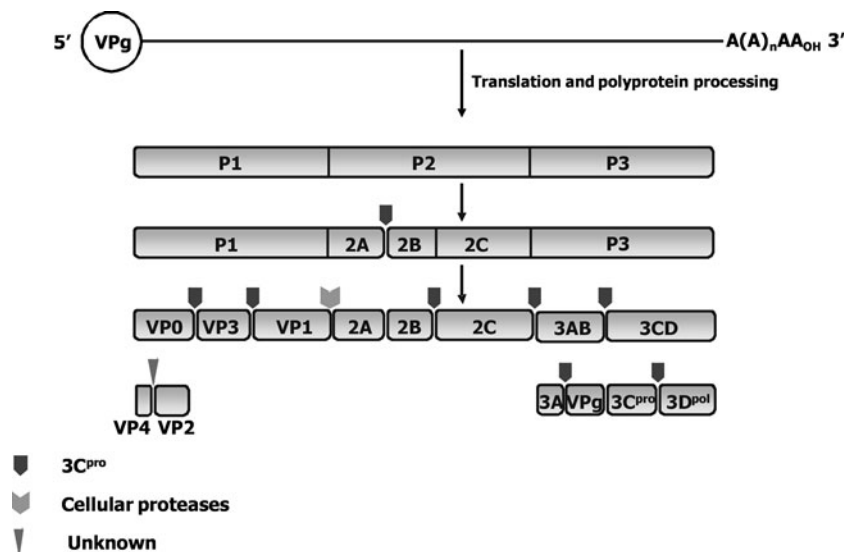 5′ VPg A(A)nAAOH 3′
Translation and polyprotein processing
P1 P2 P3
P1 2A 2B 2C P3
VP0 VP3 VP1 2A 2B 2C 3AB 3CD
3A VPg 3Cpro 3Dpol
VP4 VP2
3Cpro
Cellular proteases
Unknown